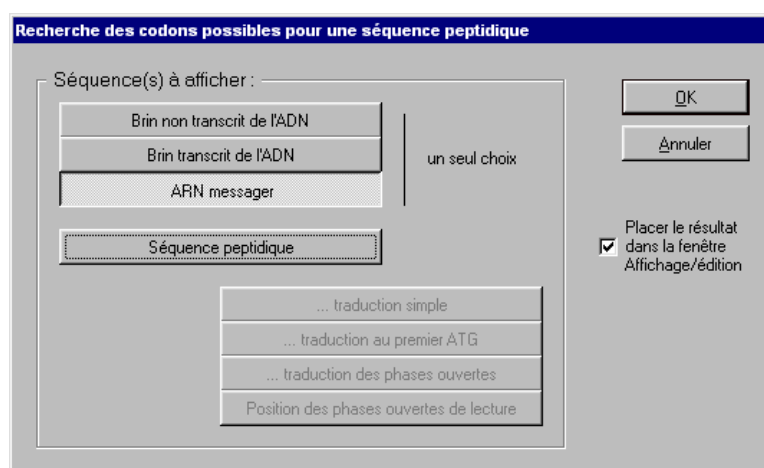 Recherche des codons possibles pour une séquence peptidique
Séquence(s) à afficher :
Brin non transcrit de l'ADN
Brin transcrit de l'ADN
ARN messager
un seul choix
Séquence peptidique
... traduction simple
... traduction au premier ATG
... traduction des phases ouvertes
Position des phases ouvertes de lecture
OK
Annuler
Placer le résultat
dans la fenêtre
Affichage/édition